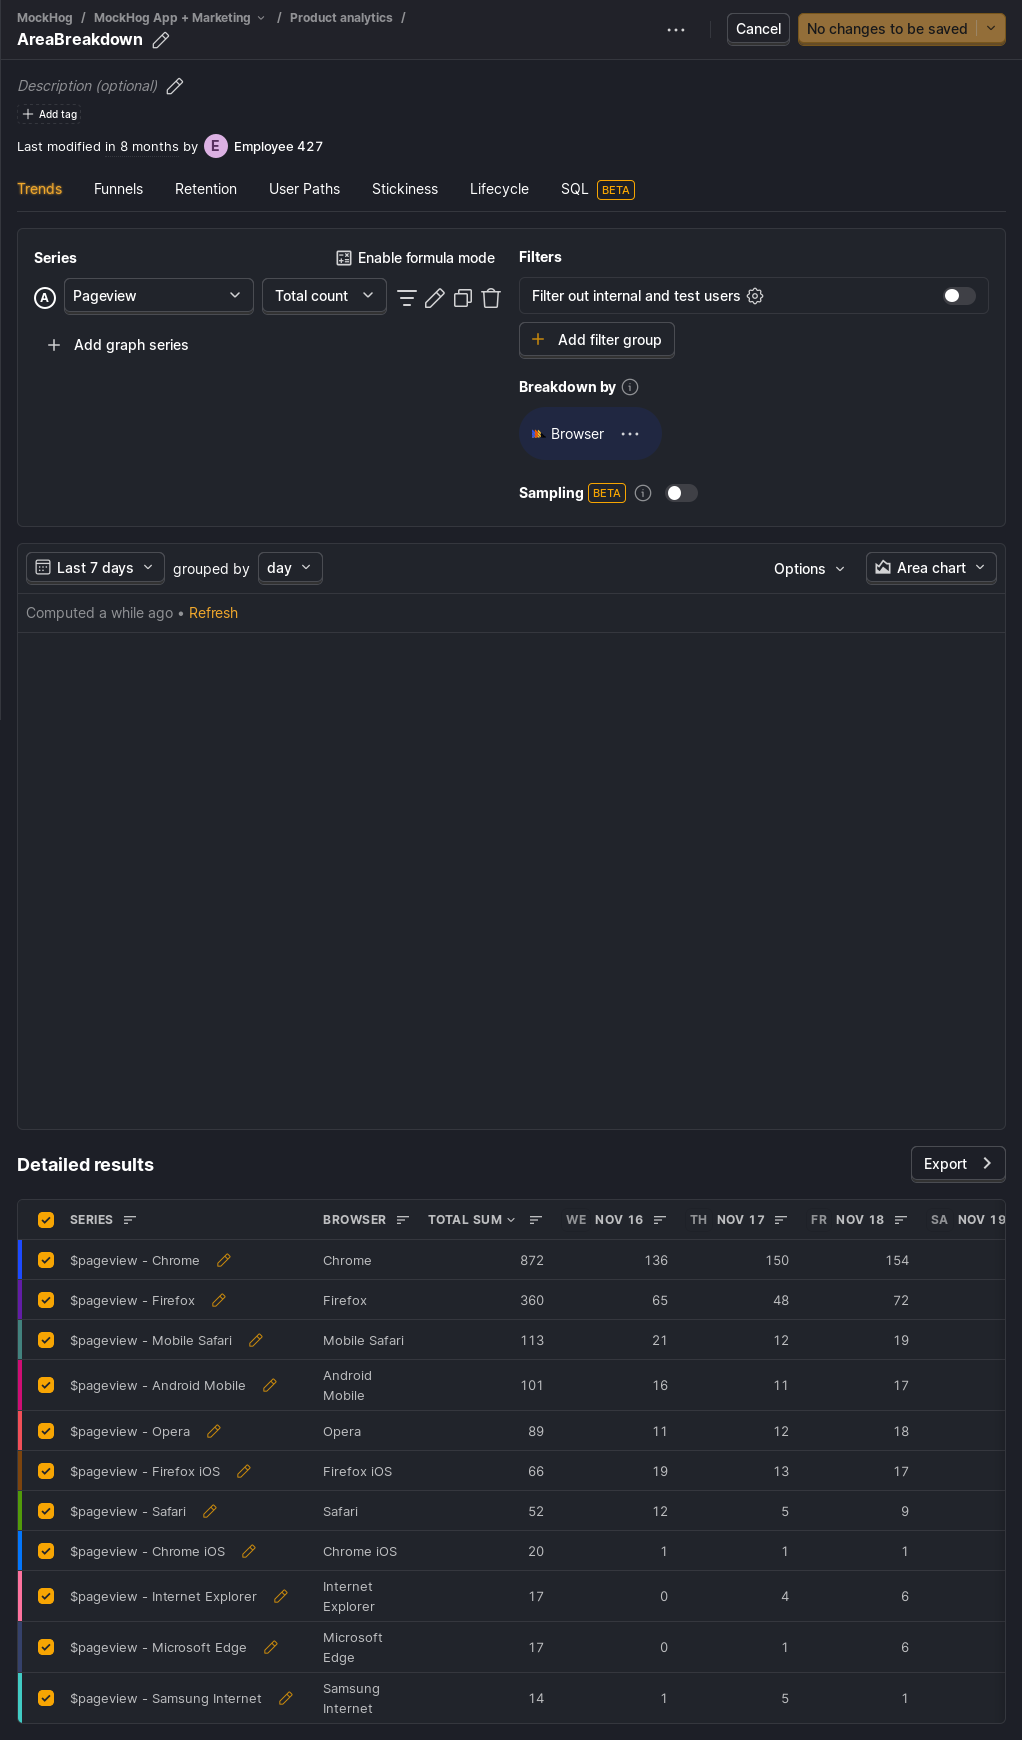 MockHog / MockHog App + Marketing / Product analytics /
AreaBreakdown
Cancel
No changes to be saved
Description (optional)
Add tag
Last modified in 8 months by E Employee 427
Trends Funnels Retention User Paths Stickiness Lifecycle SQL BETA
Series
Enable formula mode
A Pageview Total count
Add graph series
Filters
Filter out internal and test users
Add filter group
Breakdown by
Browser
Sampling BETA
Last 7 days grouped by day Options Area chart
Computed a while ago • Refresh
Detailed results
Export
SERIES BROWSER TOTAL SUM WE NOV 16 TH NOV 17 FR NOV 18 SA NOV 19
$pageview - Chrome Chrome 872 136 150 154
$pageview - Firefox Firefox 360 65 48 72
$pageview - Mobile Safari Mobile Safari 113 21 12 19
$pageview - Android Mobile Android Mobile 101 16 11 17
$pageview - Opera Opera 89 11 12 18
$pageview - Firefox iOS Firefox iOS 66 19 13 17
$pageview - Safari Safari 52 12 5 9
$pageview - Chrome iOS Chrome iOS 20 1 1 1
$pageview - Internet Explorer Internet Explorer 17 0 4 6
$pageview - Microsoft Edge Microsoft Edge 17 0 1 6
$pageview - Samsung Internet Samsung Internet 14 1 5 1